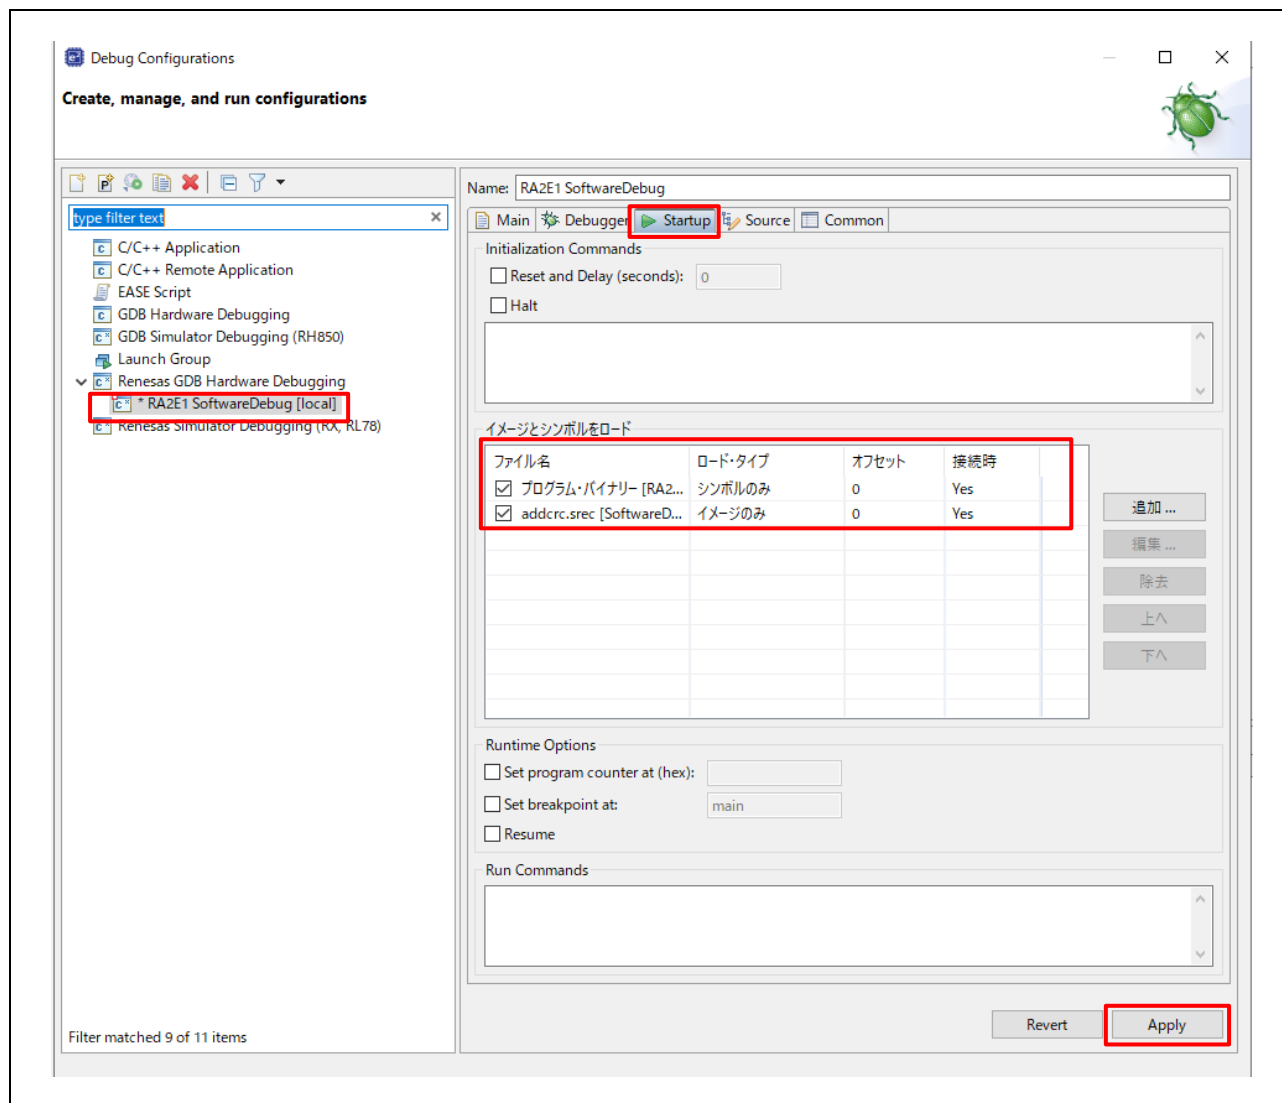 Debug Configurations
Create, manage, and run configurations
type filter text
C/C++ Application
C/C++ Remote Application
EASE Script
GDB Hardware Debugging
GDB Simulator Debugging (RH850)
Launch Group
Renesas GDB Hardware Debugging
* RA2E1 SoftwareDebug [local]
Renesas Simulator Debugging (RX, RL78)
Filter matched 9 of 11 items
Name: RA2E1 SoftwareDebug
Main Debugger Startup Source Common
Initialization Commands
Reset and Delay (seconds): 0
Halt
イメージとシンボルをロード
ファイル名 ロード・タイプ オフセット 接続時
プログラム・バイナリー [RA2... シンボルのみ 0 Yes
addcrc.srec [SoftwareD... イメージのみ 0 Yes
追加 ...
編集 ...
除去
上へ
下へ
Runtime Options
Set program counter at (hex):
Set breakpoint at: main
Resume
Run Commands
Revert Apply